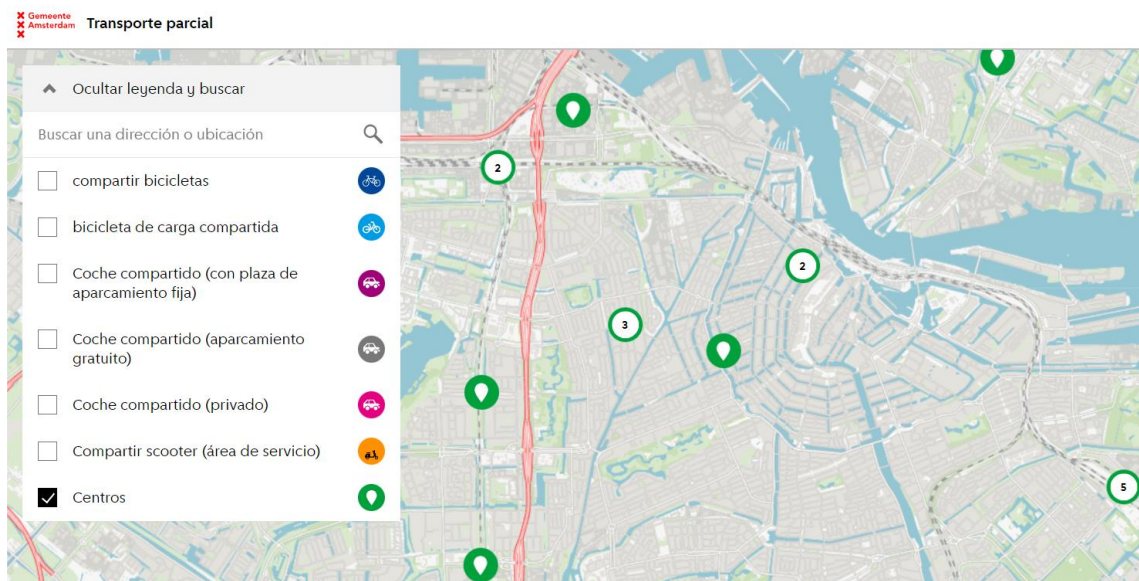 Gemeente
Amsterdam
Transporte parcial
Ocultar leyenda y buscar
Buscar una dirección o ubicación
compartir bicicletas
bicicleta de carga compartida
Coche compartido (con plaza de
aparcamiento fija)
Coche compartido (aparcamiento
gratuito)
Coche compartido (privado)
Compartir scooter (área de servicio)
Centros
2
2
3
5